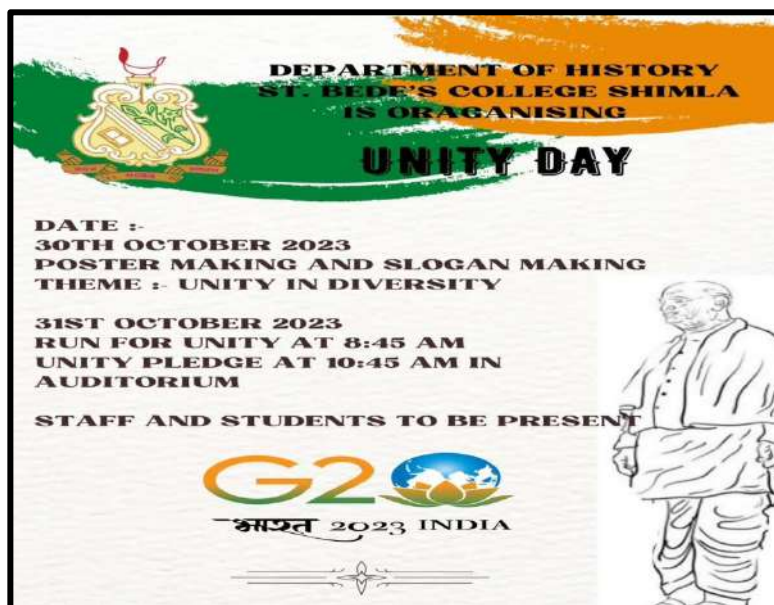 DEPARTMENT OF HISTORY
ST. BEDE'S COLLEGE SHIMLA
IS ORAGANISING
UNITY DAY
DATE :-
30TH OCTOBER 2023
POSTER MAKING AND SLOGAN MAKING
THEME :- UNITY IN DIVERSITY
31ST OCTOBER 2023
RUN FOR UNITY AT 8:45 AM
UNITY PLEDGE AT 10:45 AM IN
AUDITORIUM
STAFF AND STUDENTS TO BE PRESENT
G20
भारत 2023 INDIA